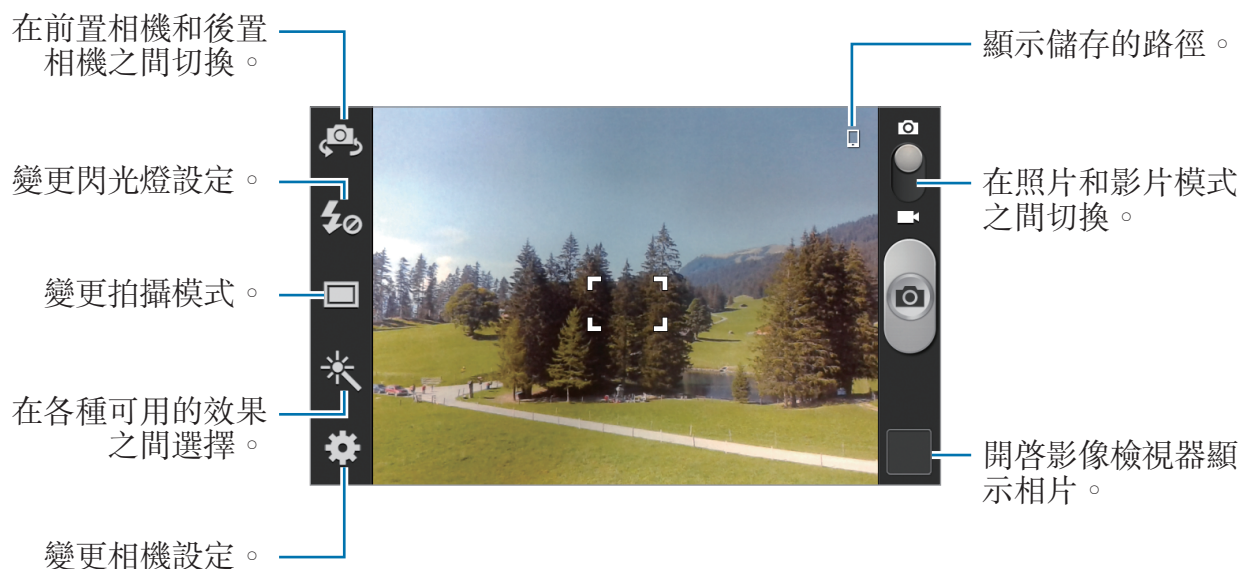 在前置相機和後置
相機之間切換。
變更閃光燈設定。
變更拍攝模式。
在各種可用的效果
之間選擇。
變更相機設定。
顯示儲存的路徑。
在照片和影片模式
之間切換。
開啓影像檢視器顯
示相片。